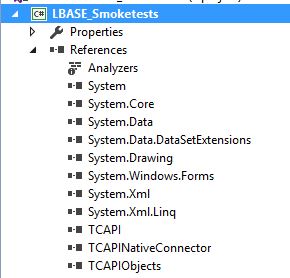 C# LBASE_Smoketests
Properties
References
Analyzers
System
System.Core
System.Data
System.Data.DataSetExtensions
System.Drawing
System.Windows.Forms
System.Xml
System.Xml.Linq
TCAPI
TCAPINativeConnector
TCAPIObjects